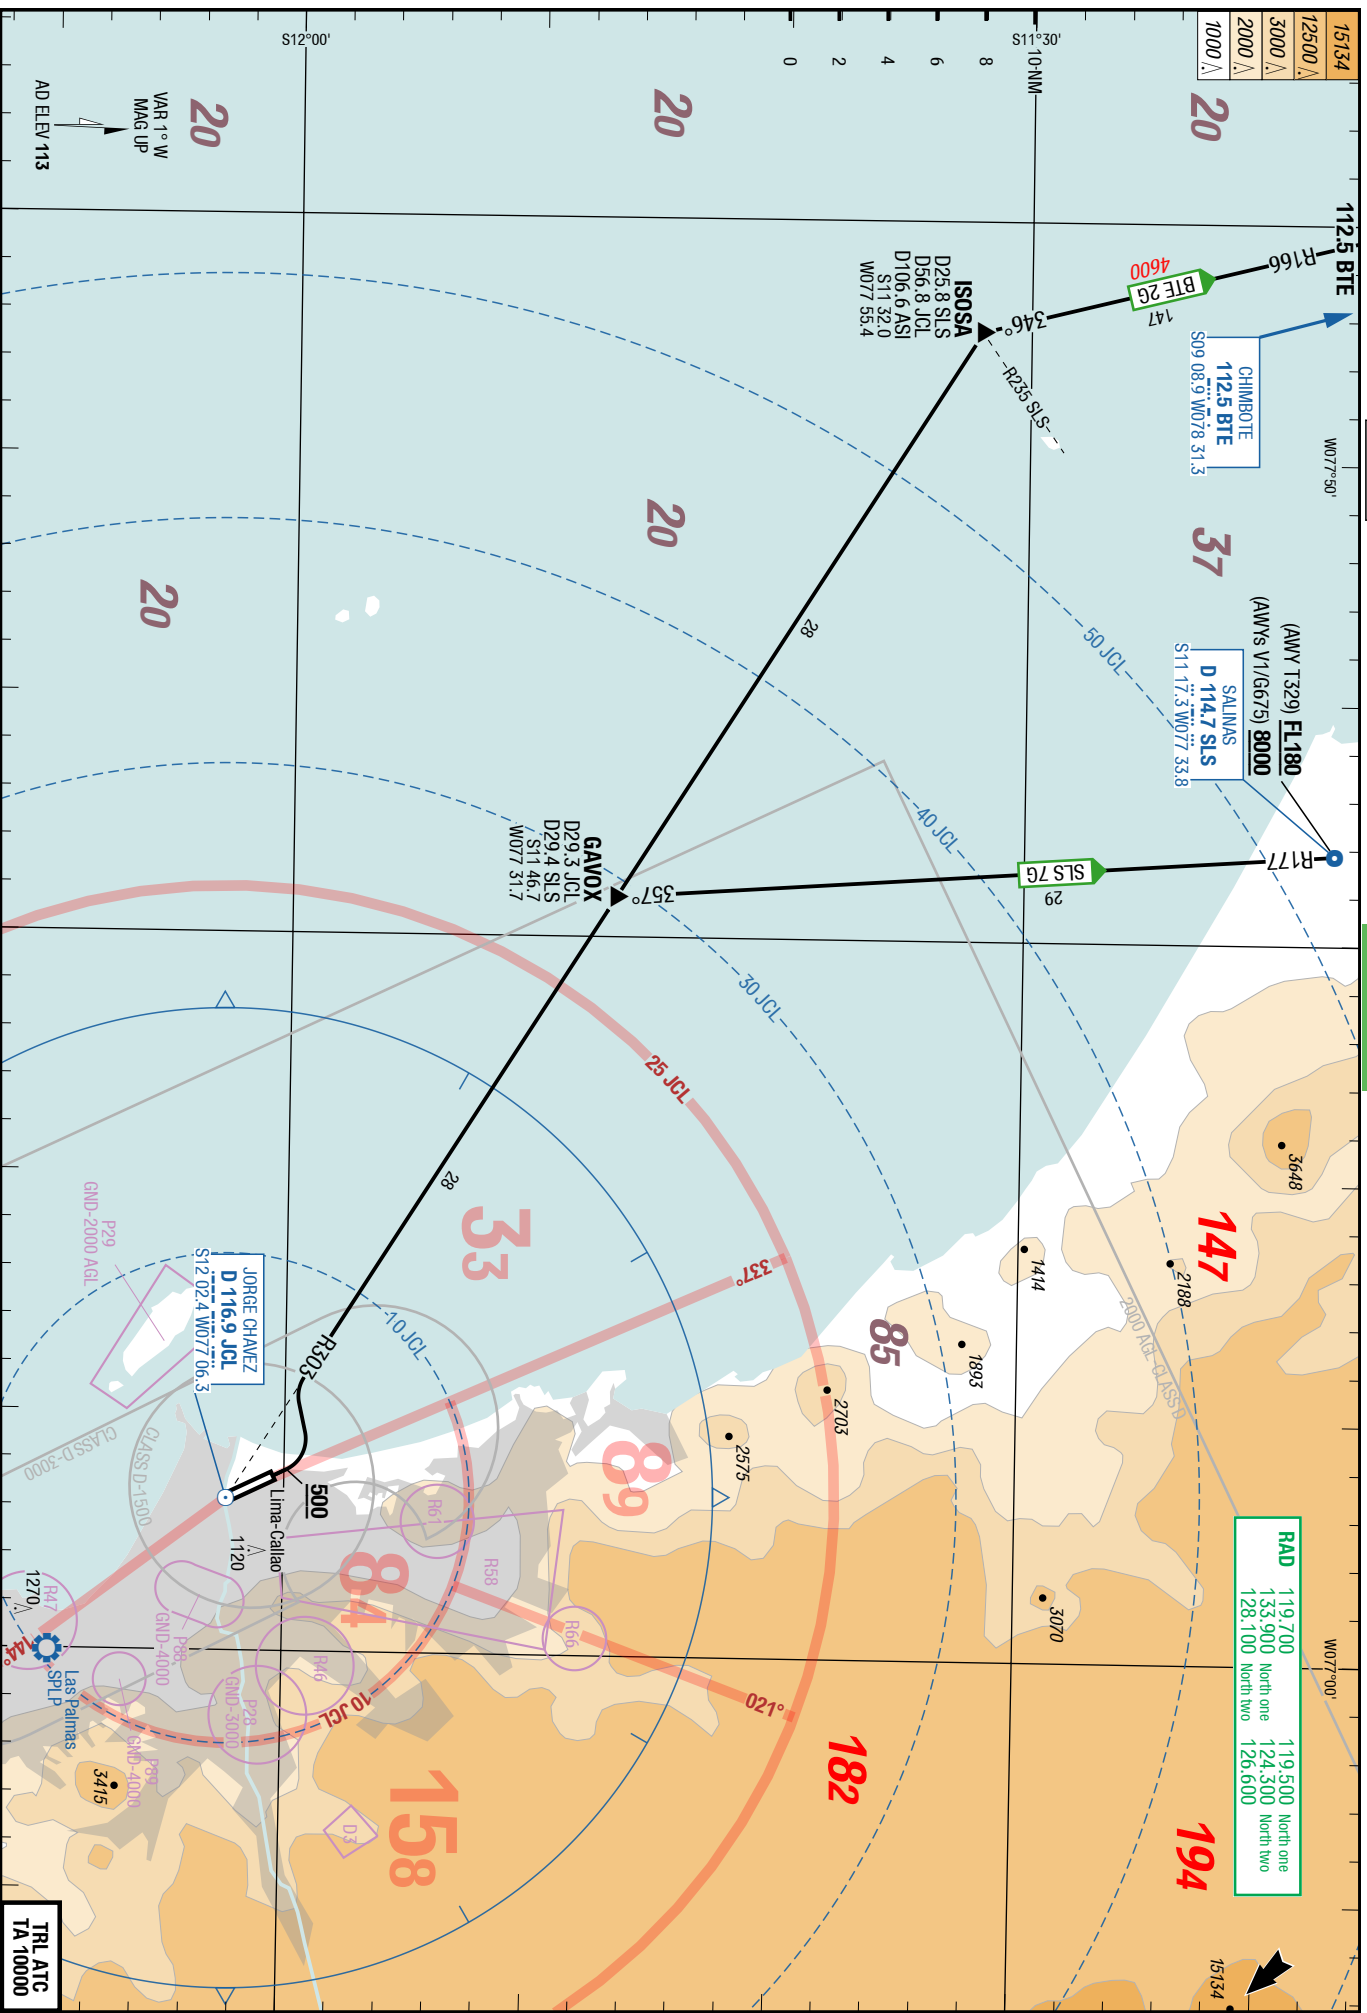 15134
12500
3000
2000
1000
S11°30'
10 NM
8
6
4
2
0
S12°00'
VAR 1° W
MAG UP
AD ELEV 113
20
20
20
112.5 BTE
R166
BTE 2G
4600
147
346°
CHIMBOTE
112.5 BTE
S09 08.9 W078 31.3
ISOSA
D25.8 SLS
D56.8 JCL
D106.6 ASI
S11 32.0
W077 55.4
R235 SLS
W077°50'
37
20
20
28
50 JCL
(AWY T329) FL180
(AWYs V1/G675) 8000
SALINAS
D 114.7 SLS
S11 17.3 W077 33.8
R177
SLS 7G
29
357°
40 JCL
GAVOX
D29.3 JCL
D29.4 SLS
S11 46.7
W077 31.7
30 JCL
25 JCL
28
3648
147
2188
1414
2000 AGL-CLASS D
33
337°
85
1893
2703
2575
P29
GND-2000 AGL
JORGE CHAVEZ
D 116.9 JCL
S12 02.4 W077 06.3
R303
10 JCL
CLASS D-3000
CLASS D-1500
89
500
Lima-Callao
1120
R61
R58
84
R66
3070
RAD
119.700
133.900 North one
128.100 North two
119.500 North one
124.300 North two
126.600
W077°00'
R47
1270
144°
Las Palmas
SPLP
P88
GND-4000
R46
P28
GND-3000
10 JCL
021°
182
P89
GND-4000
3415
D3
158
194
15134
TRL ATC
TA 10000